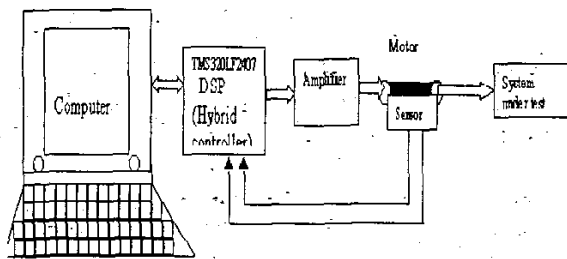 Computer
TMS320LF2407
DSP
(Hybrid
controller)
Amplifier
Motor
Sensor
System
under test